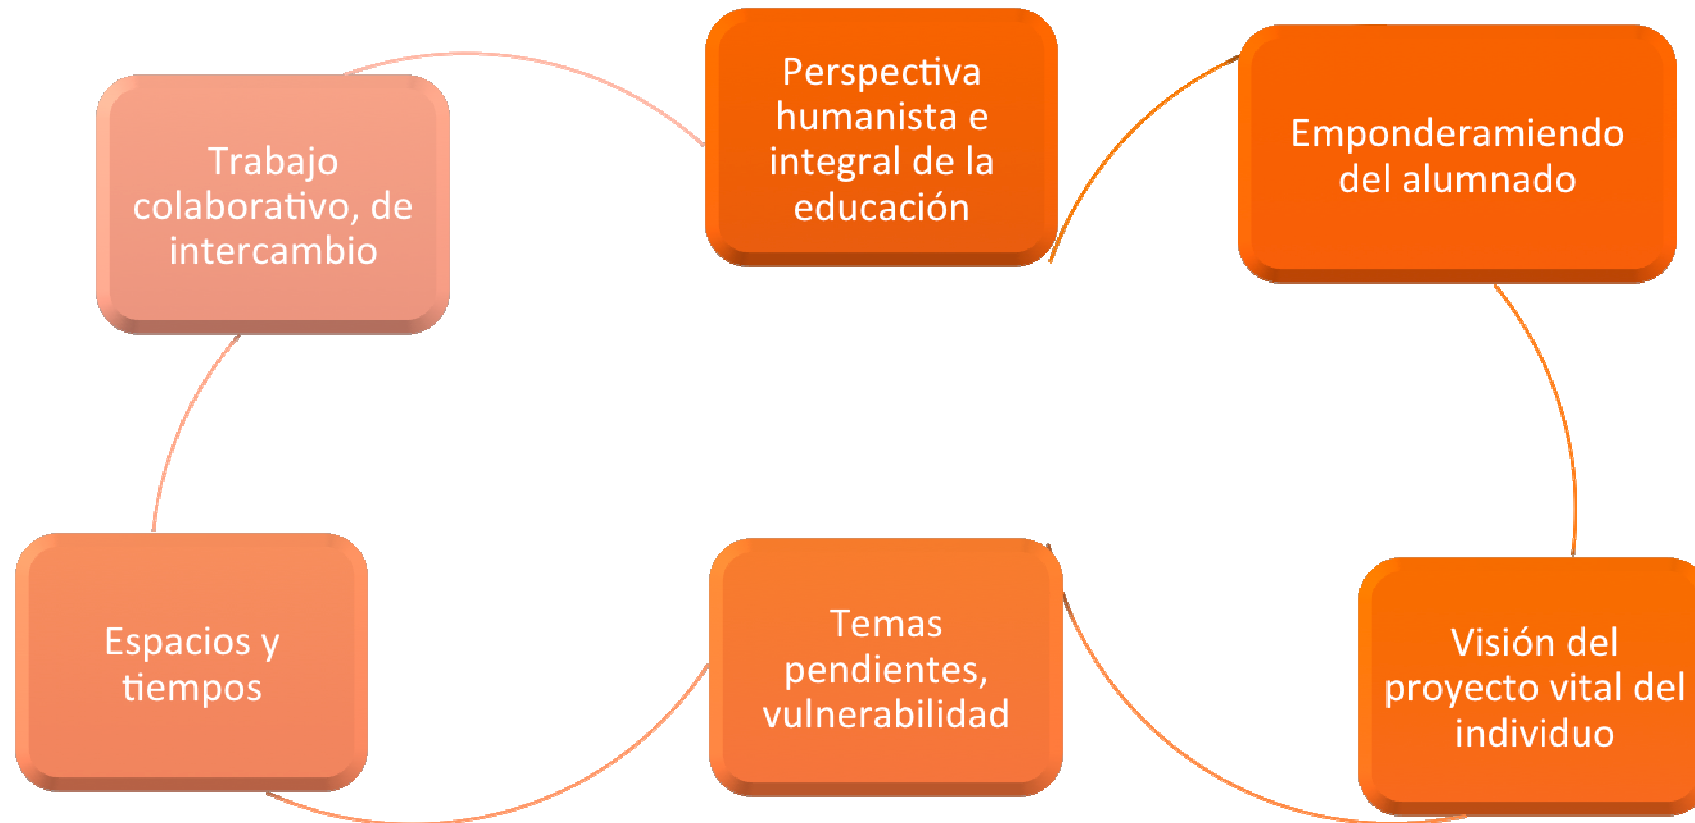 Perspectiva
humanista e
integral de la
educación
Emponderamiendo
del alumnado
Visión del
proyecto vital del
individuo
Temas
pendientes,
vulnerabilidad
Espacios y
tiempos
Trabajo
colaborativo, de
intercambio